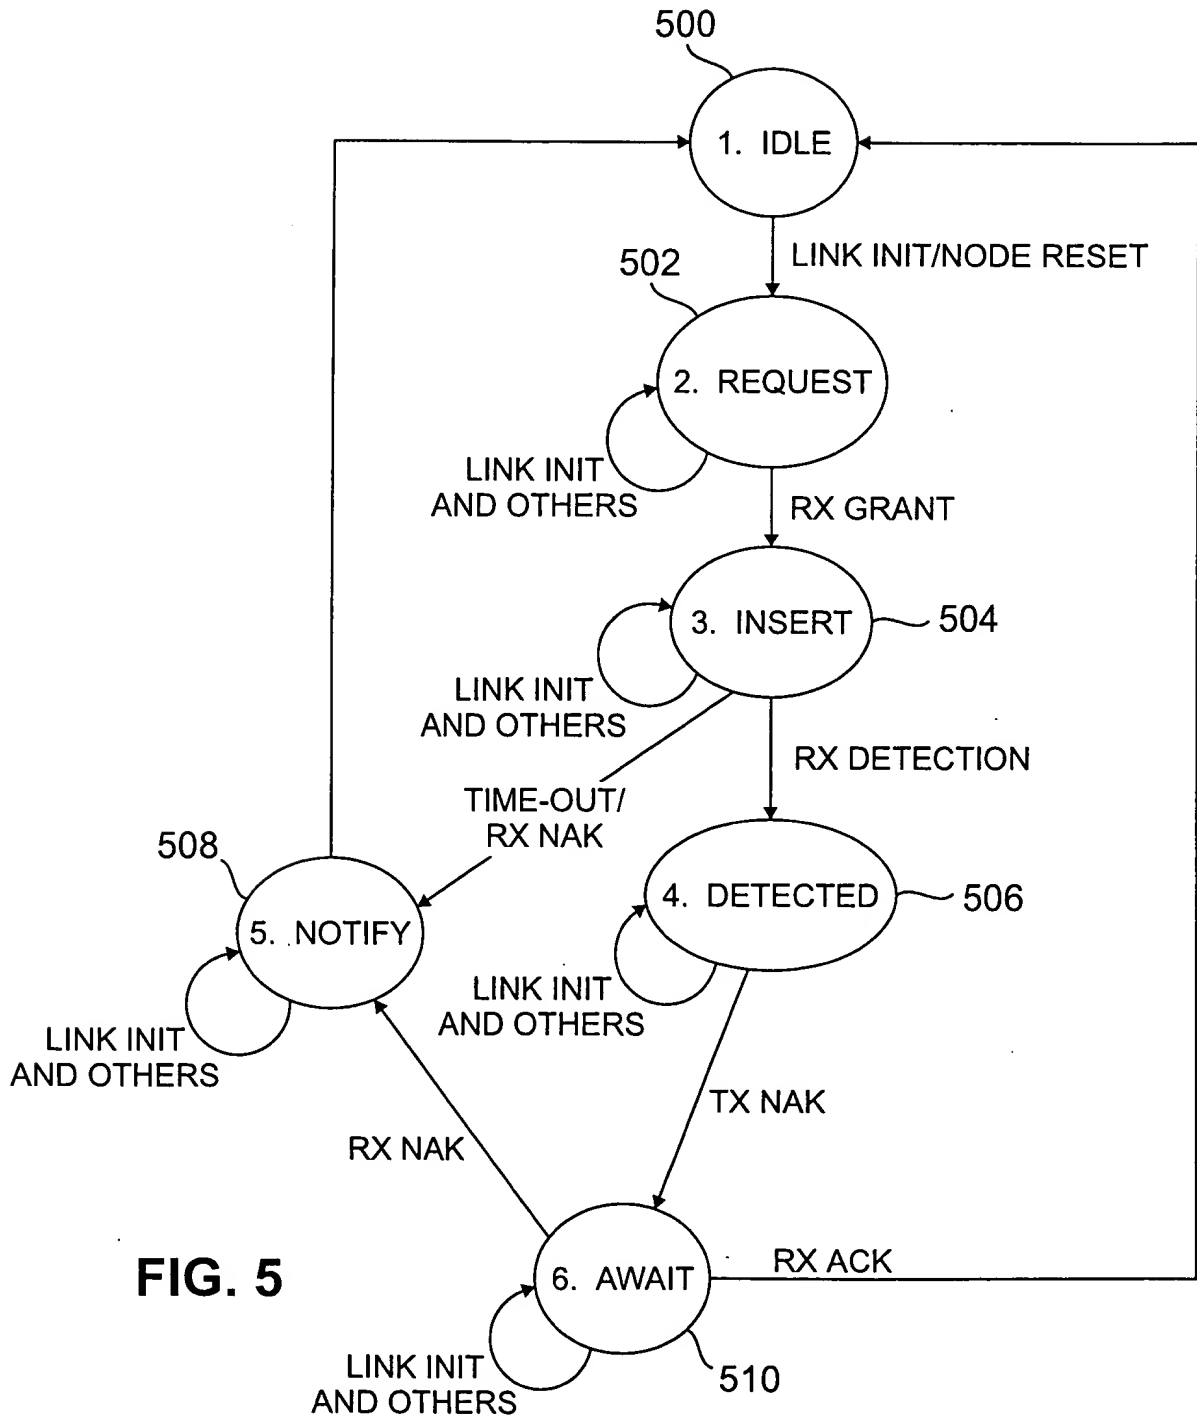 500
1. IDLE
LINK INIT/NODE RESET
502
2. REQUEST
LINK INIT
AND OTHERS
RX GRANT
3. INSERT
504
LINK INIT
AND OTHERS
RX DETECTION
TIME-OUT/
RX NAK
508
4. DETECTED
506
5. NOTIFY
LINK INIT
AND OTHERS
LINK INIT
AND OTHERS
TX NAK
RX NAK
FIG. 5
RX ACK
6. AWAIT
LINK INIT
AND OTHERS
510